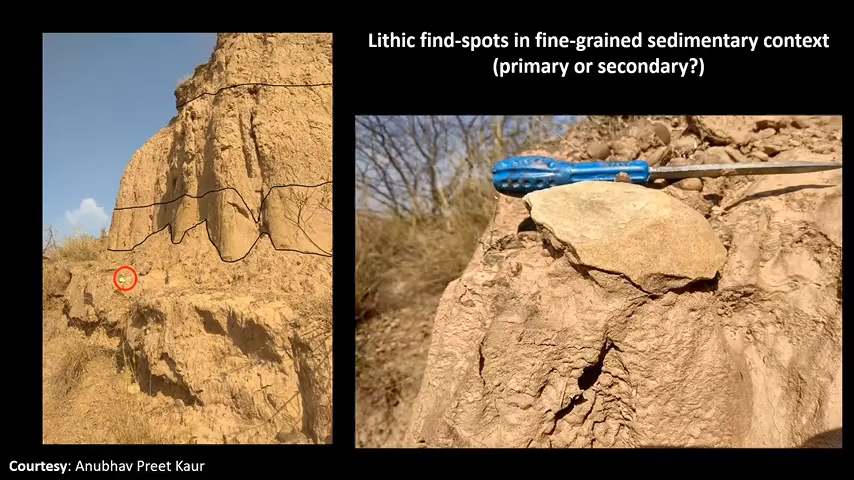 Lithic find-spots in fine-grained sedimentary context
(primary or secondary?)
Courtesy: Anubhav Preet Kaur